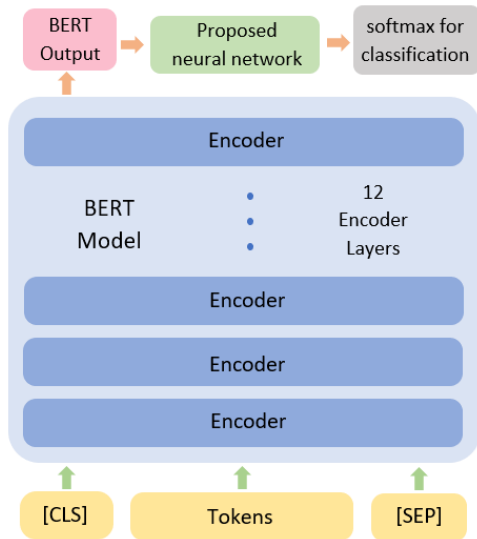 BERT
Output
Proposed
neural network
softmax for
classification
Encoder
BERT
Model
12
Encoder
Layers
Encoder
Encoder
Encoder
[CLS]
Tokens
[SEP]